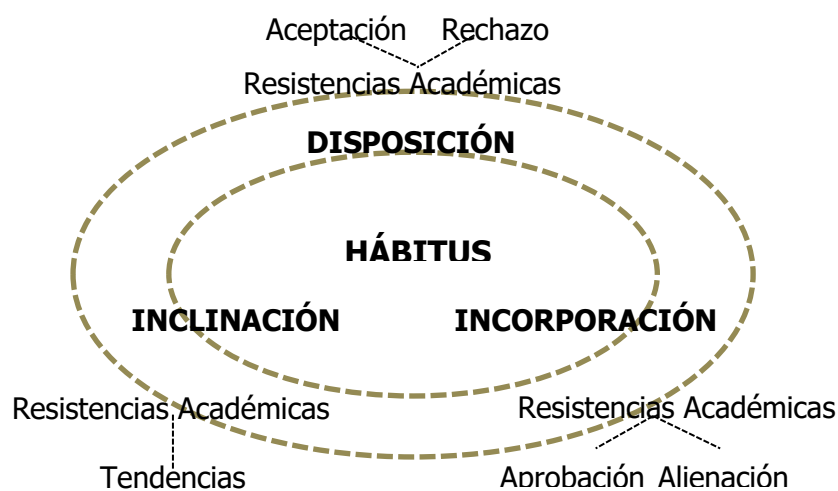 Aceptación Rechazo
Resistencias Académicas
DISPOSICIÓN
HÁBITUS
INCLINACIÓN INCORPORACIÓN
Resistencias Académicas Resistencias Académicas
Tendencias Aprobación Alienación